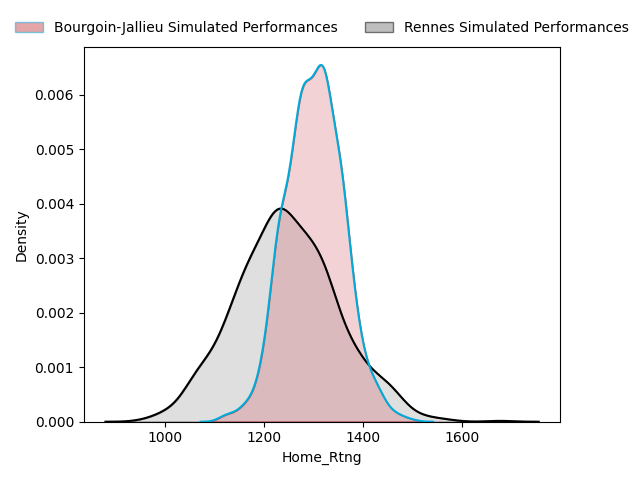 Bourgoin-Jallieu Simulated Performances
Rennes Simulated Performances
Density
0.006
0.005
0.004
0.003
0.002
0.001
0.000
1000
1200
1400
1600
Home_Rtng